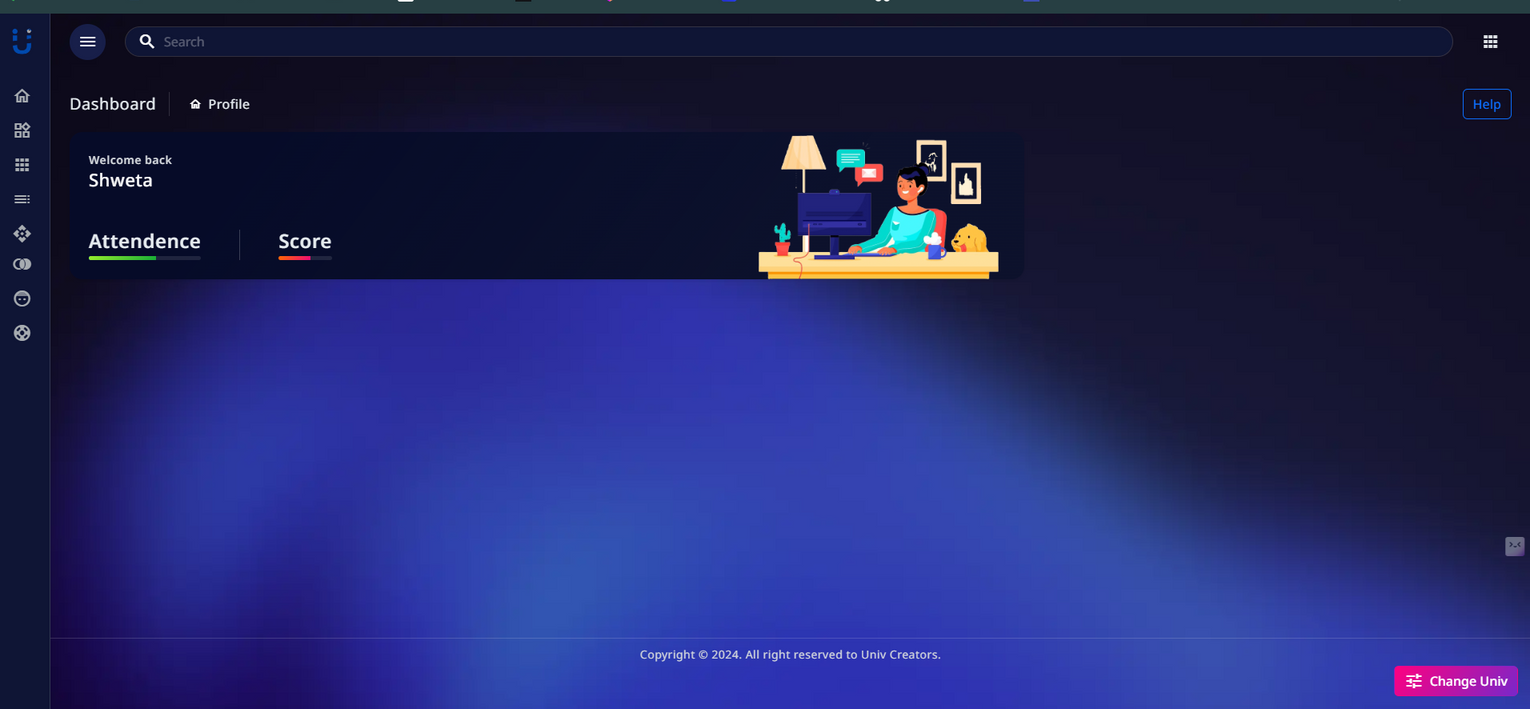 Search
Dashboard
Profile
Help
Welcome back
Shweta
Attendence
Score
Copyright © 2024. All right reserved to Univ Creators.
Change Univ